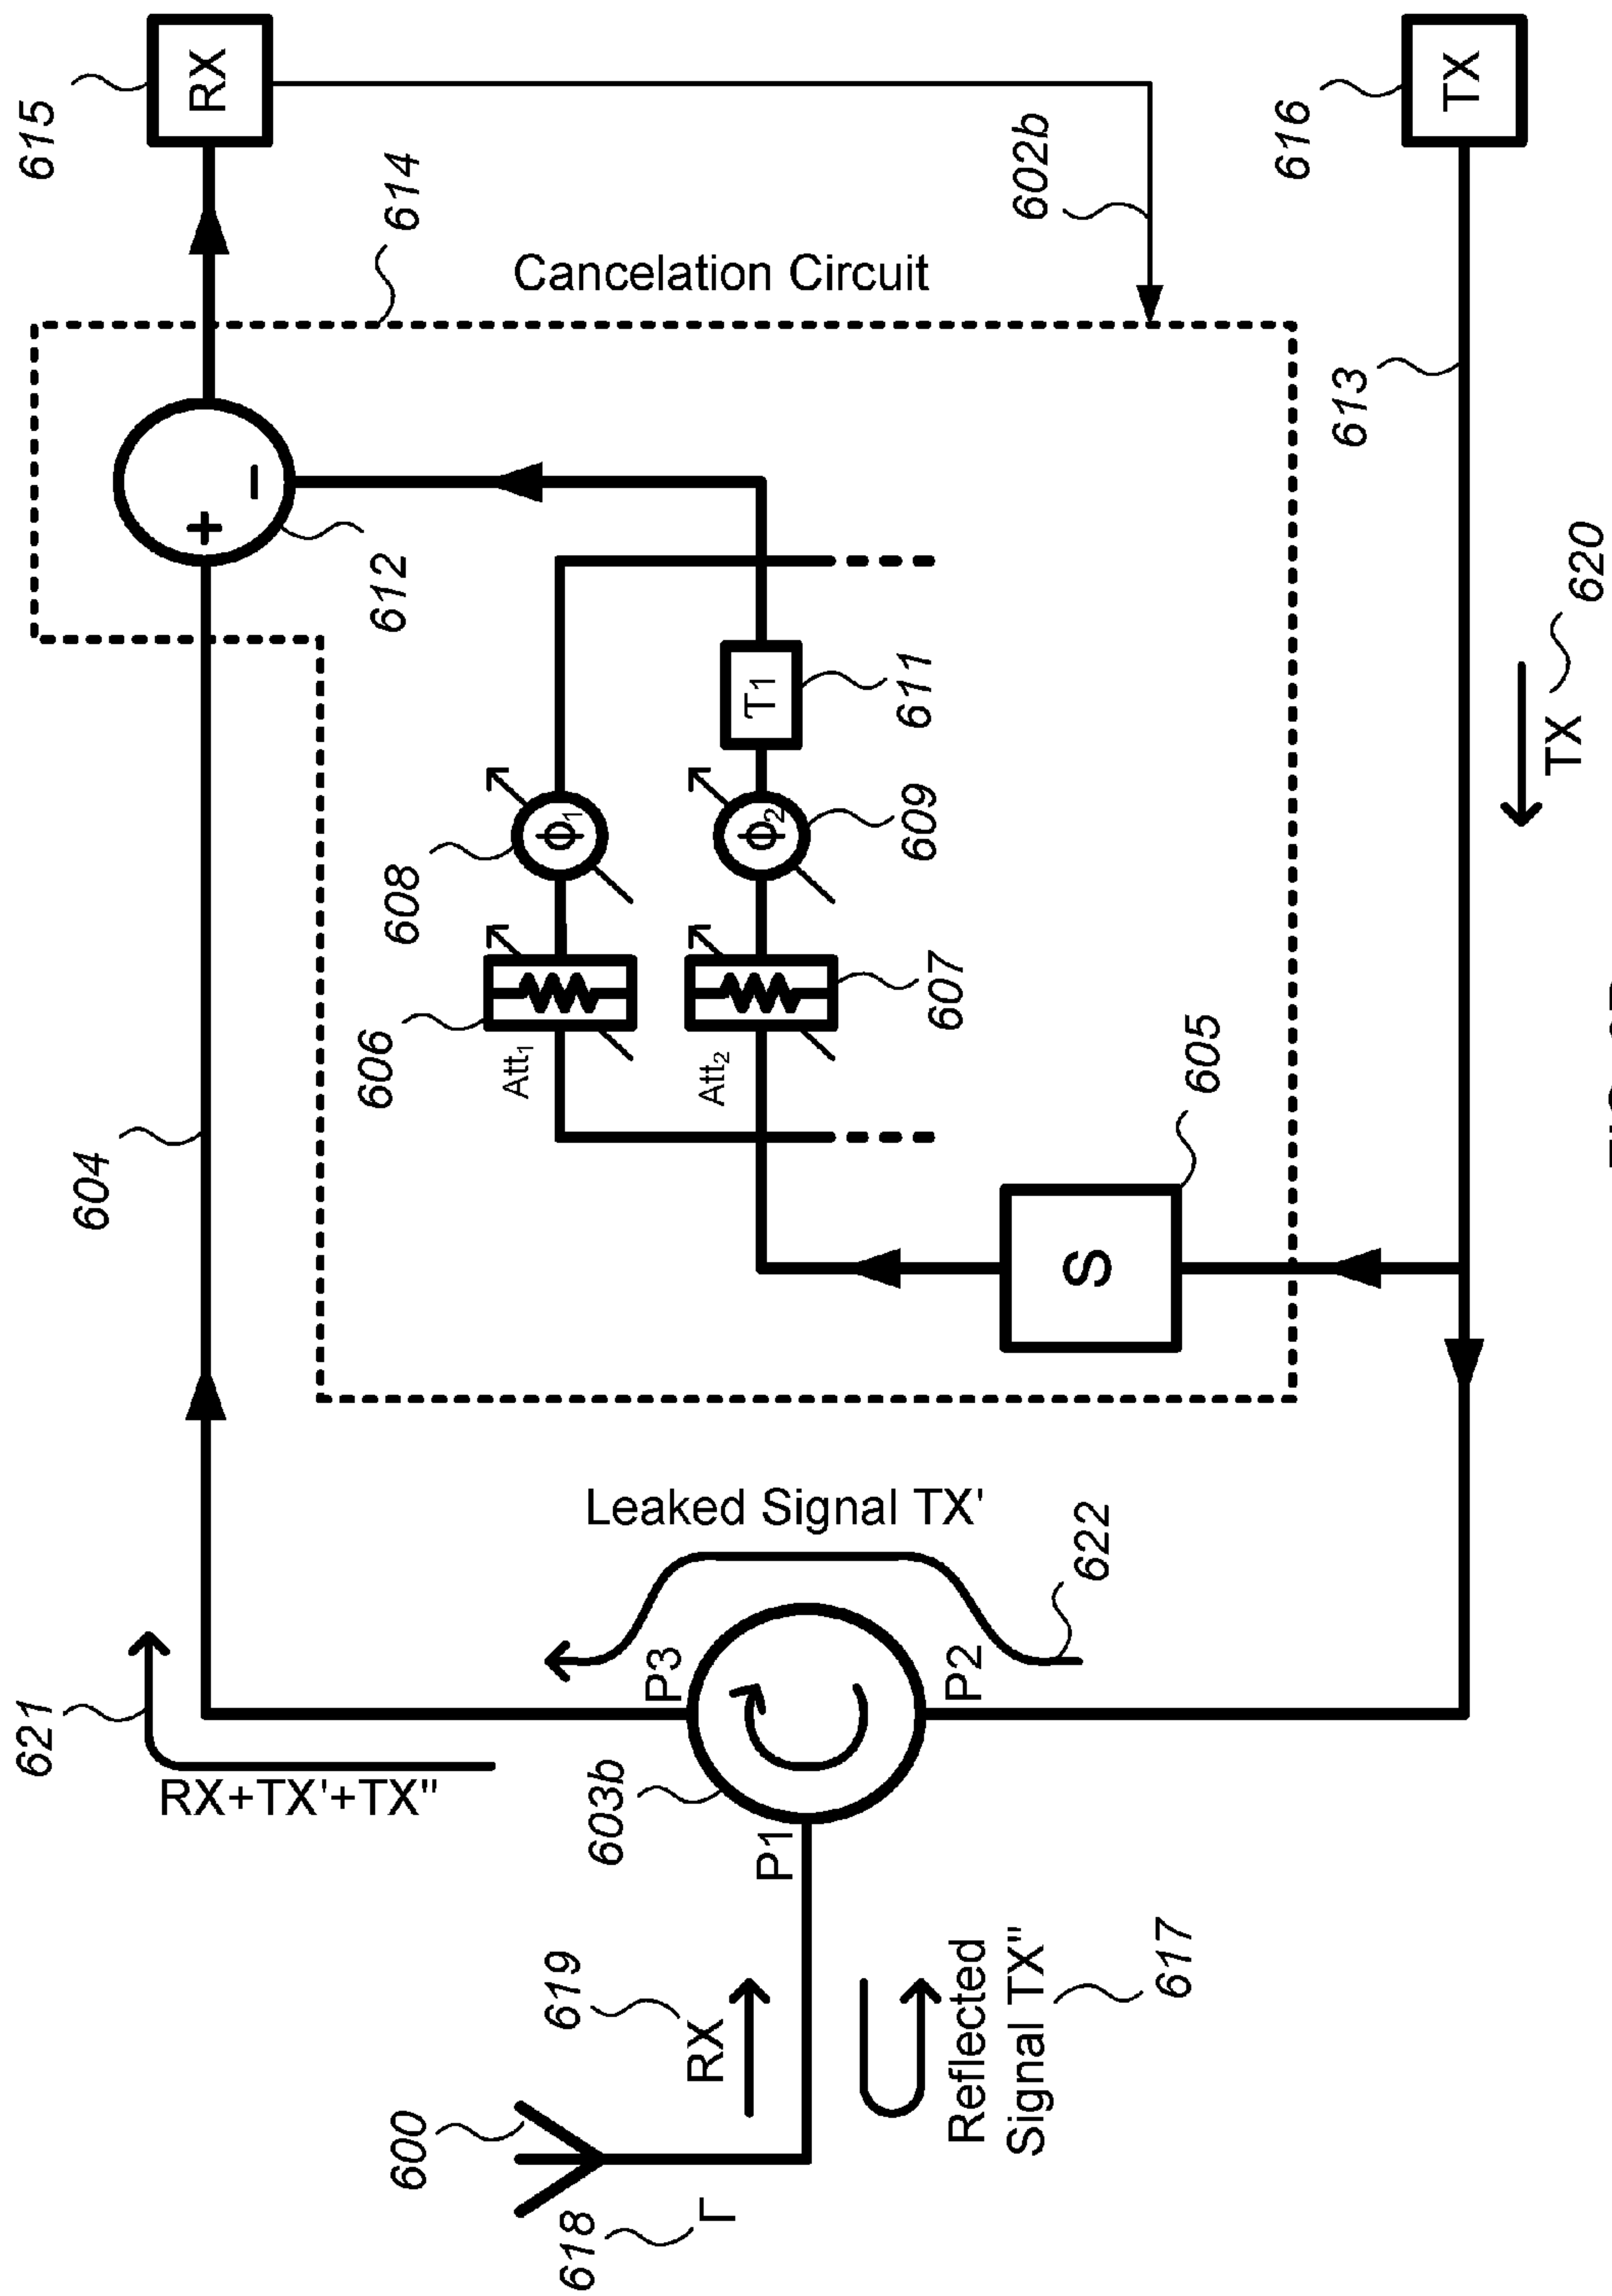 600
618
Γ
619
RX
Reflected
Signal TX"
617
621
RX+TX'+TX"
603b
P1
P3
P2
Leaked Signal TX'
622
604
606
Att₁
608
ϕ₁
Att₂
607
ϕ₂
609
T1
611
S
605
612
+
−
Cancelation Circuit
614
602b
613
TX
620
615
RX
616
TX